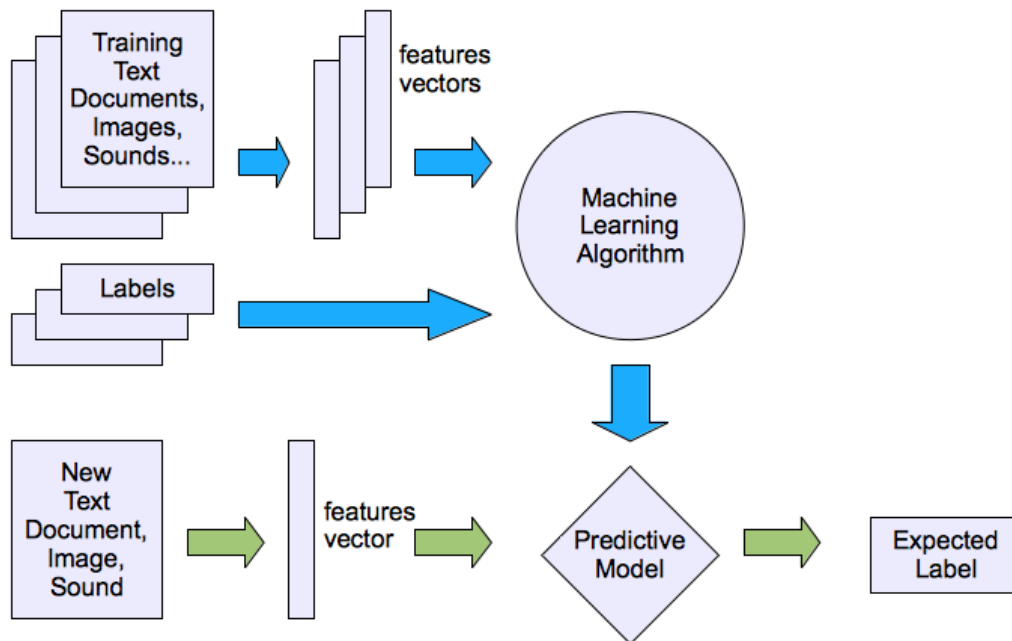 Training
Text
Documents,
Images,
Sounds...
features
vectors
Machine
Learning
Algorithm
Labels
New
Text
Document,
Image,
Sound
features
vector
Predictive
Model
Expected
Label